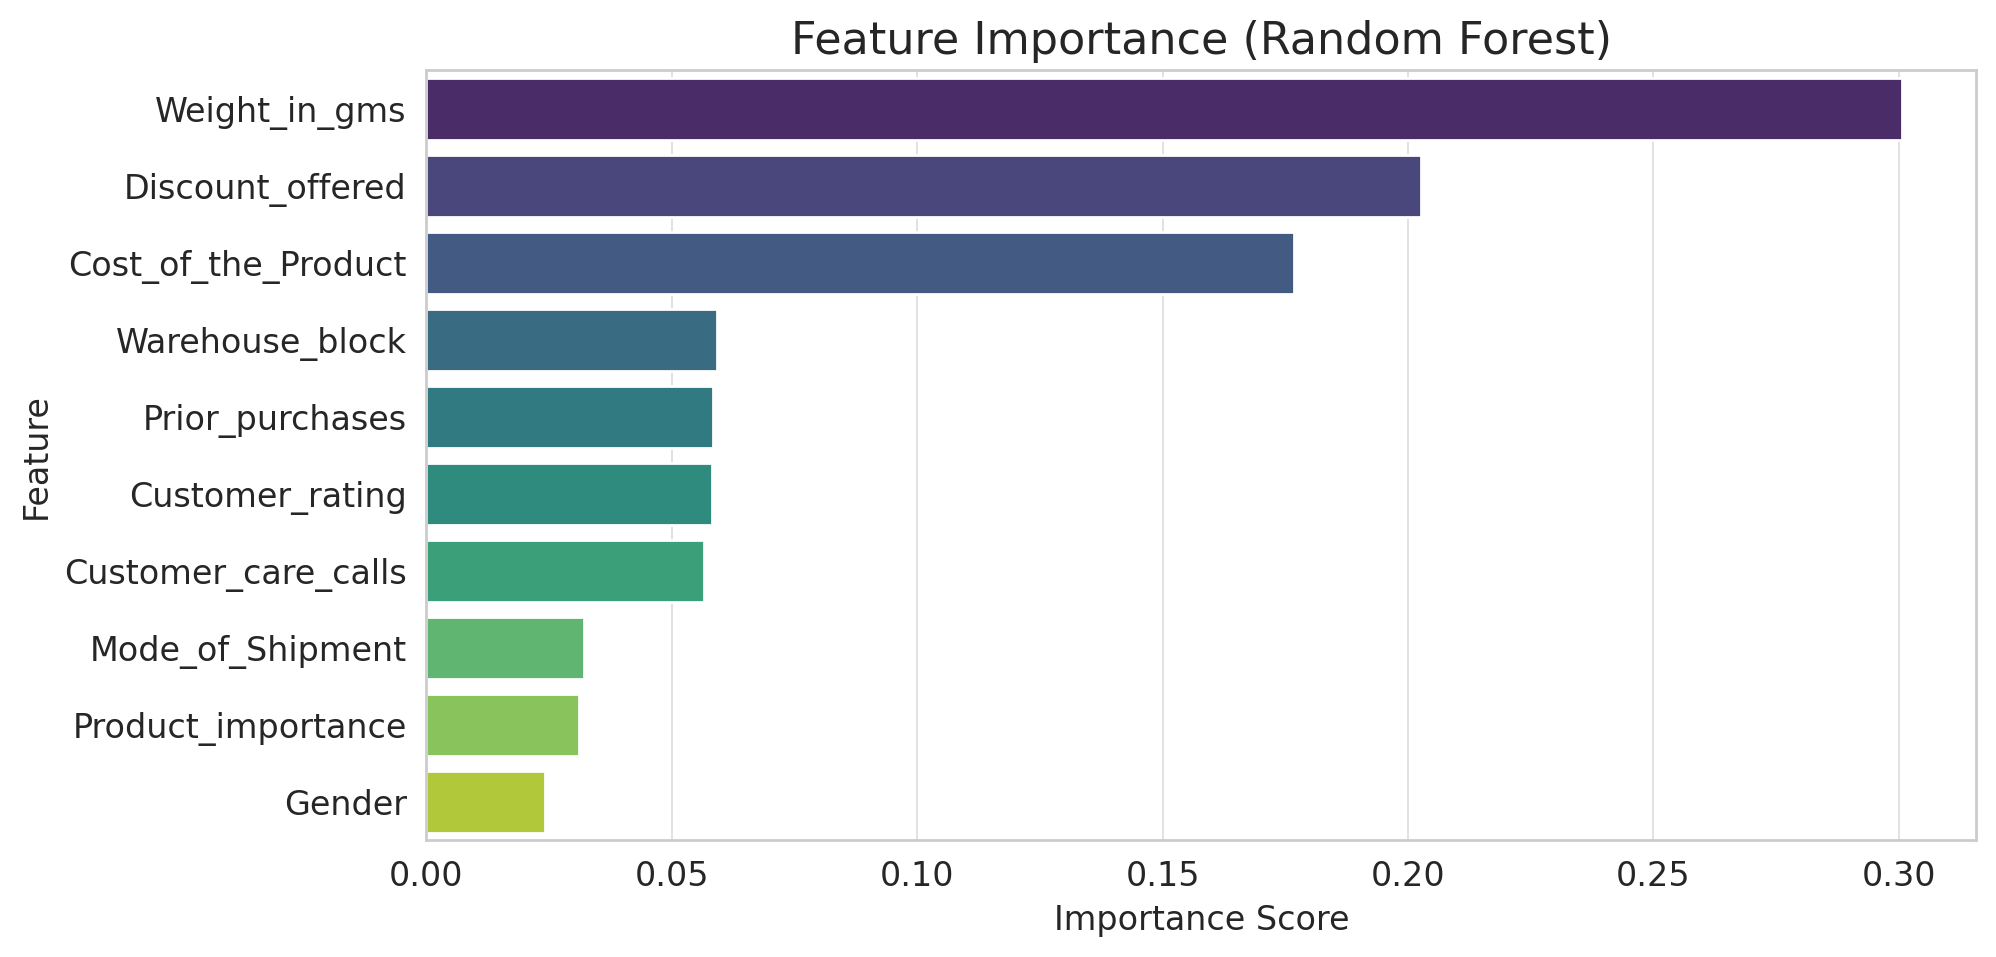 Feature Importance (Random Forest)
Weight_in_gms
Discount_offered
Cost_of_the_Product
Warehouse_block
Prior_purchases
Customer_rating
Customer_care_calls
Mode_of_Shipment
Product_importance
Gender
Feature
0.00 0.05 0.10 0.15 0.20 0.25 0.30
Importance Score